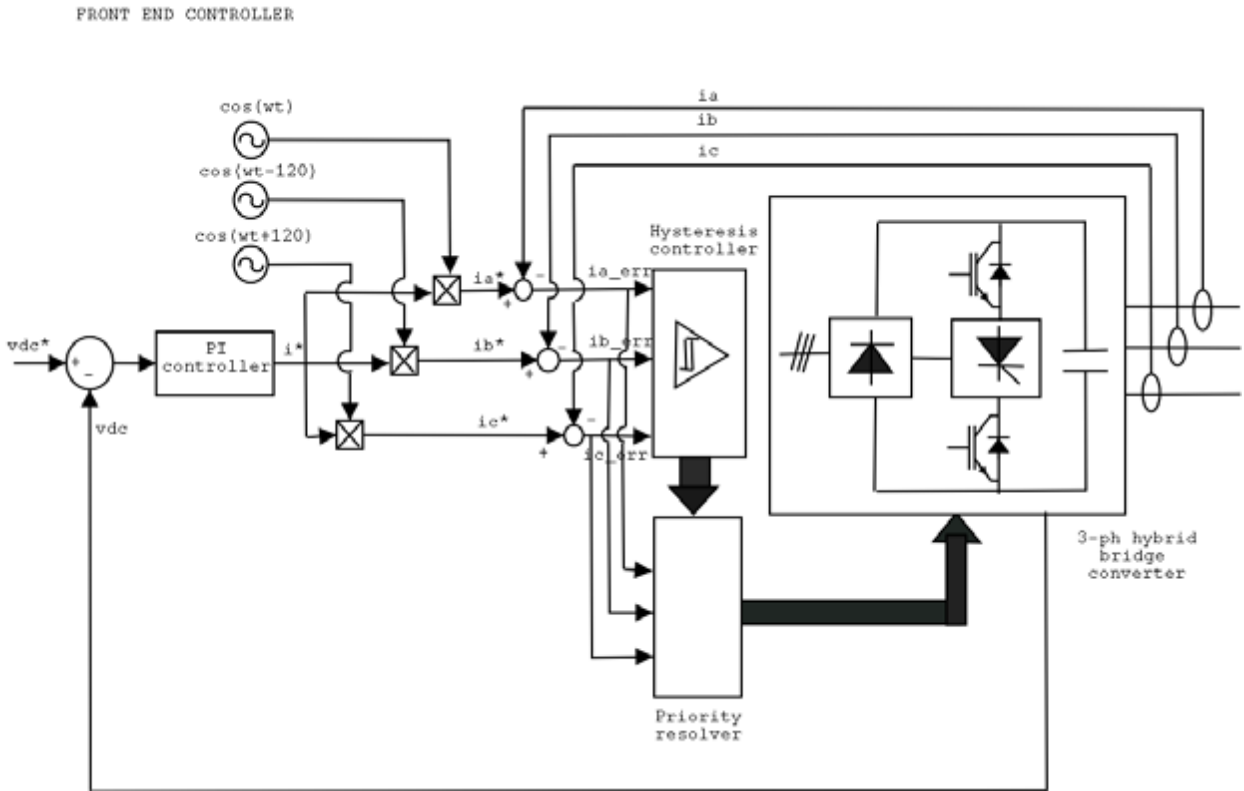 FRONT END CONTROLLER
cos(wt)
cos(wt-120)
cos(wt+120)
ia
ib
ic
Hysteresis
controller
ia*
-
+
ia_err
vdc*
+
-
PI
controller
i*
ib*
-
+
ib_err
vdc
ic*
-
+
ic_err
3-ph hybrid
bridge
converter
Priority
resolver